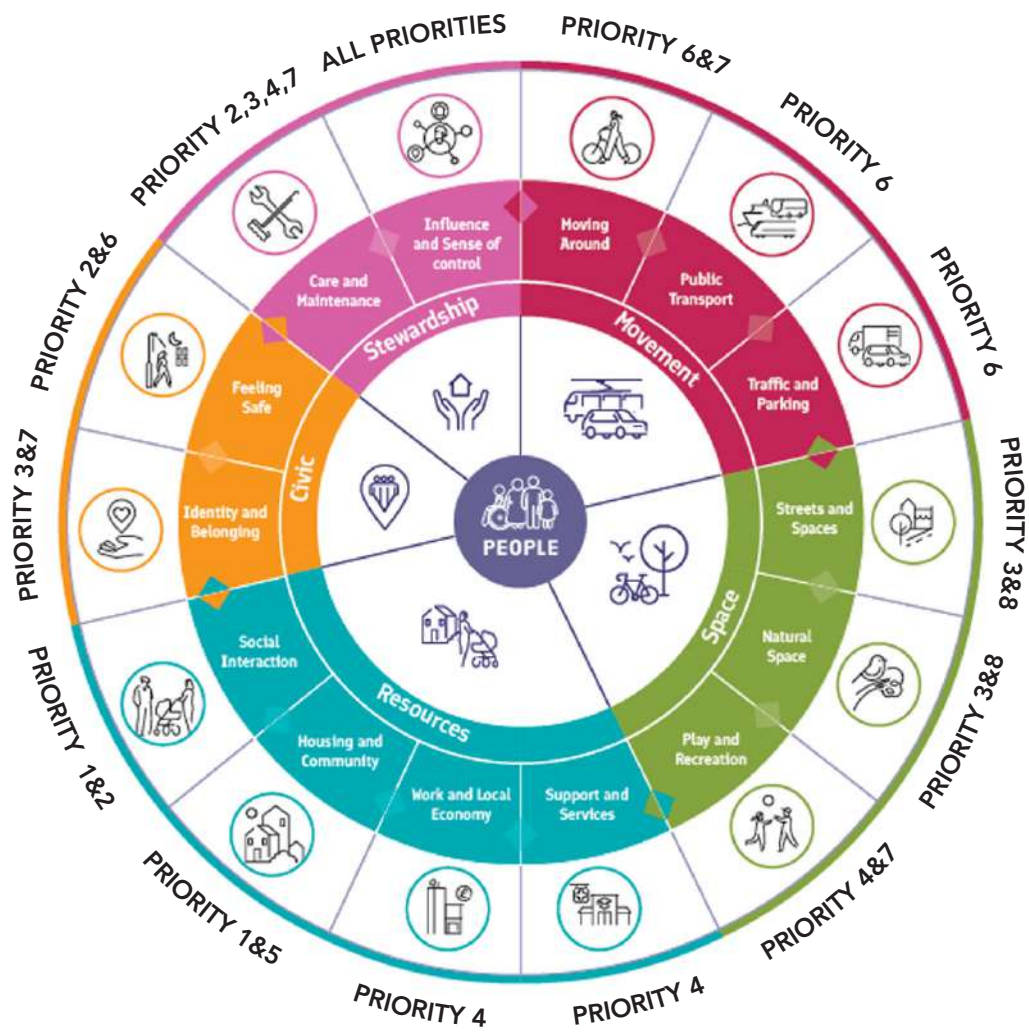 ALL PRIORITIES
PRIORITY 6&7
PRIORITY 6
PRIORITY 6
PRIORITY 3&8
PRIORITY 3&8
PRIORITY 4&7
PRIORITY 4
PRIORITY 4
PRIORITY 1&5
PRIORITY 1&2
PRIORITY 3&7
PRIORITY 2&6
PRIORITY 2,3,4,7
Influence
and Sense of
control
Moving
Around
Public
Transport
Traffic and
Parking
Streets and
Spaces
Natural
Space
Play and
Recreation
Support and
Services
Work and Local
Economy
Housing and
Community
Social
Interaction
Identity and
Belonging
Feeling
Safe
Care and
Maintenance
Stewardship
Movement
Space
Resources
Civic
PEOPLE
£